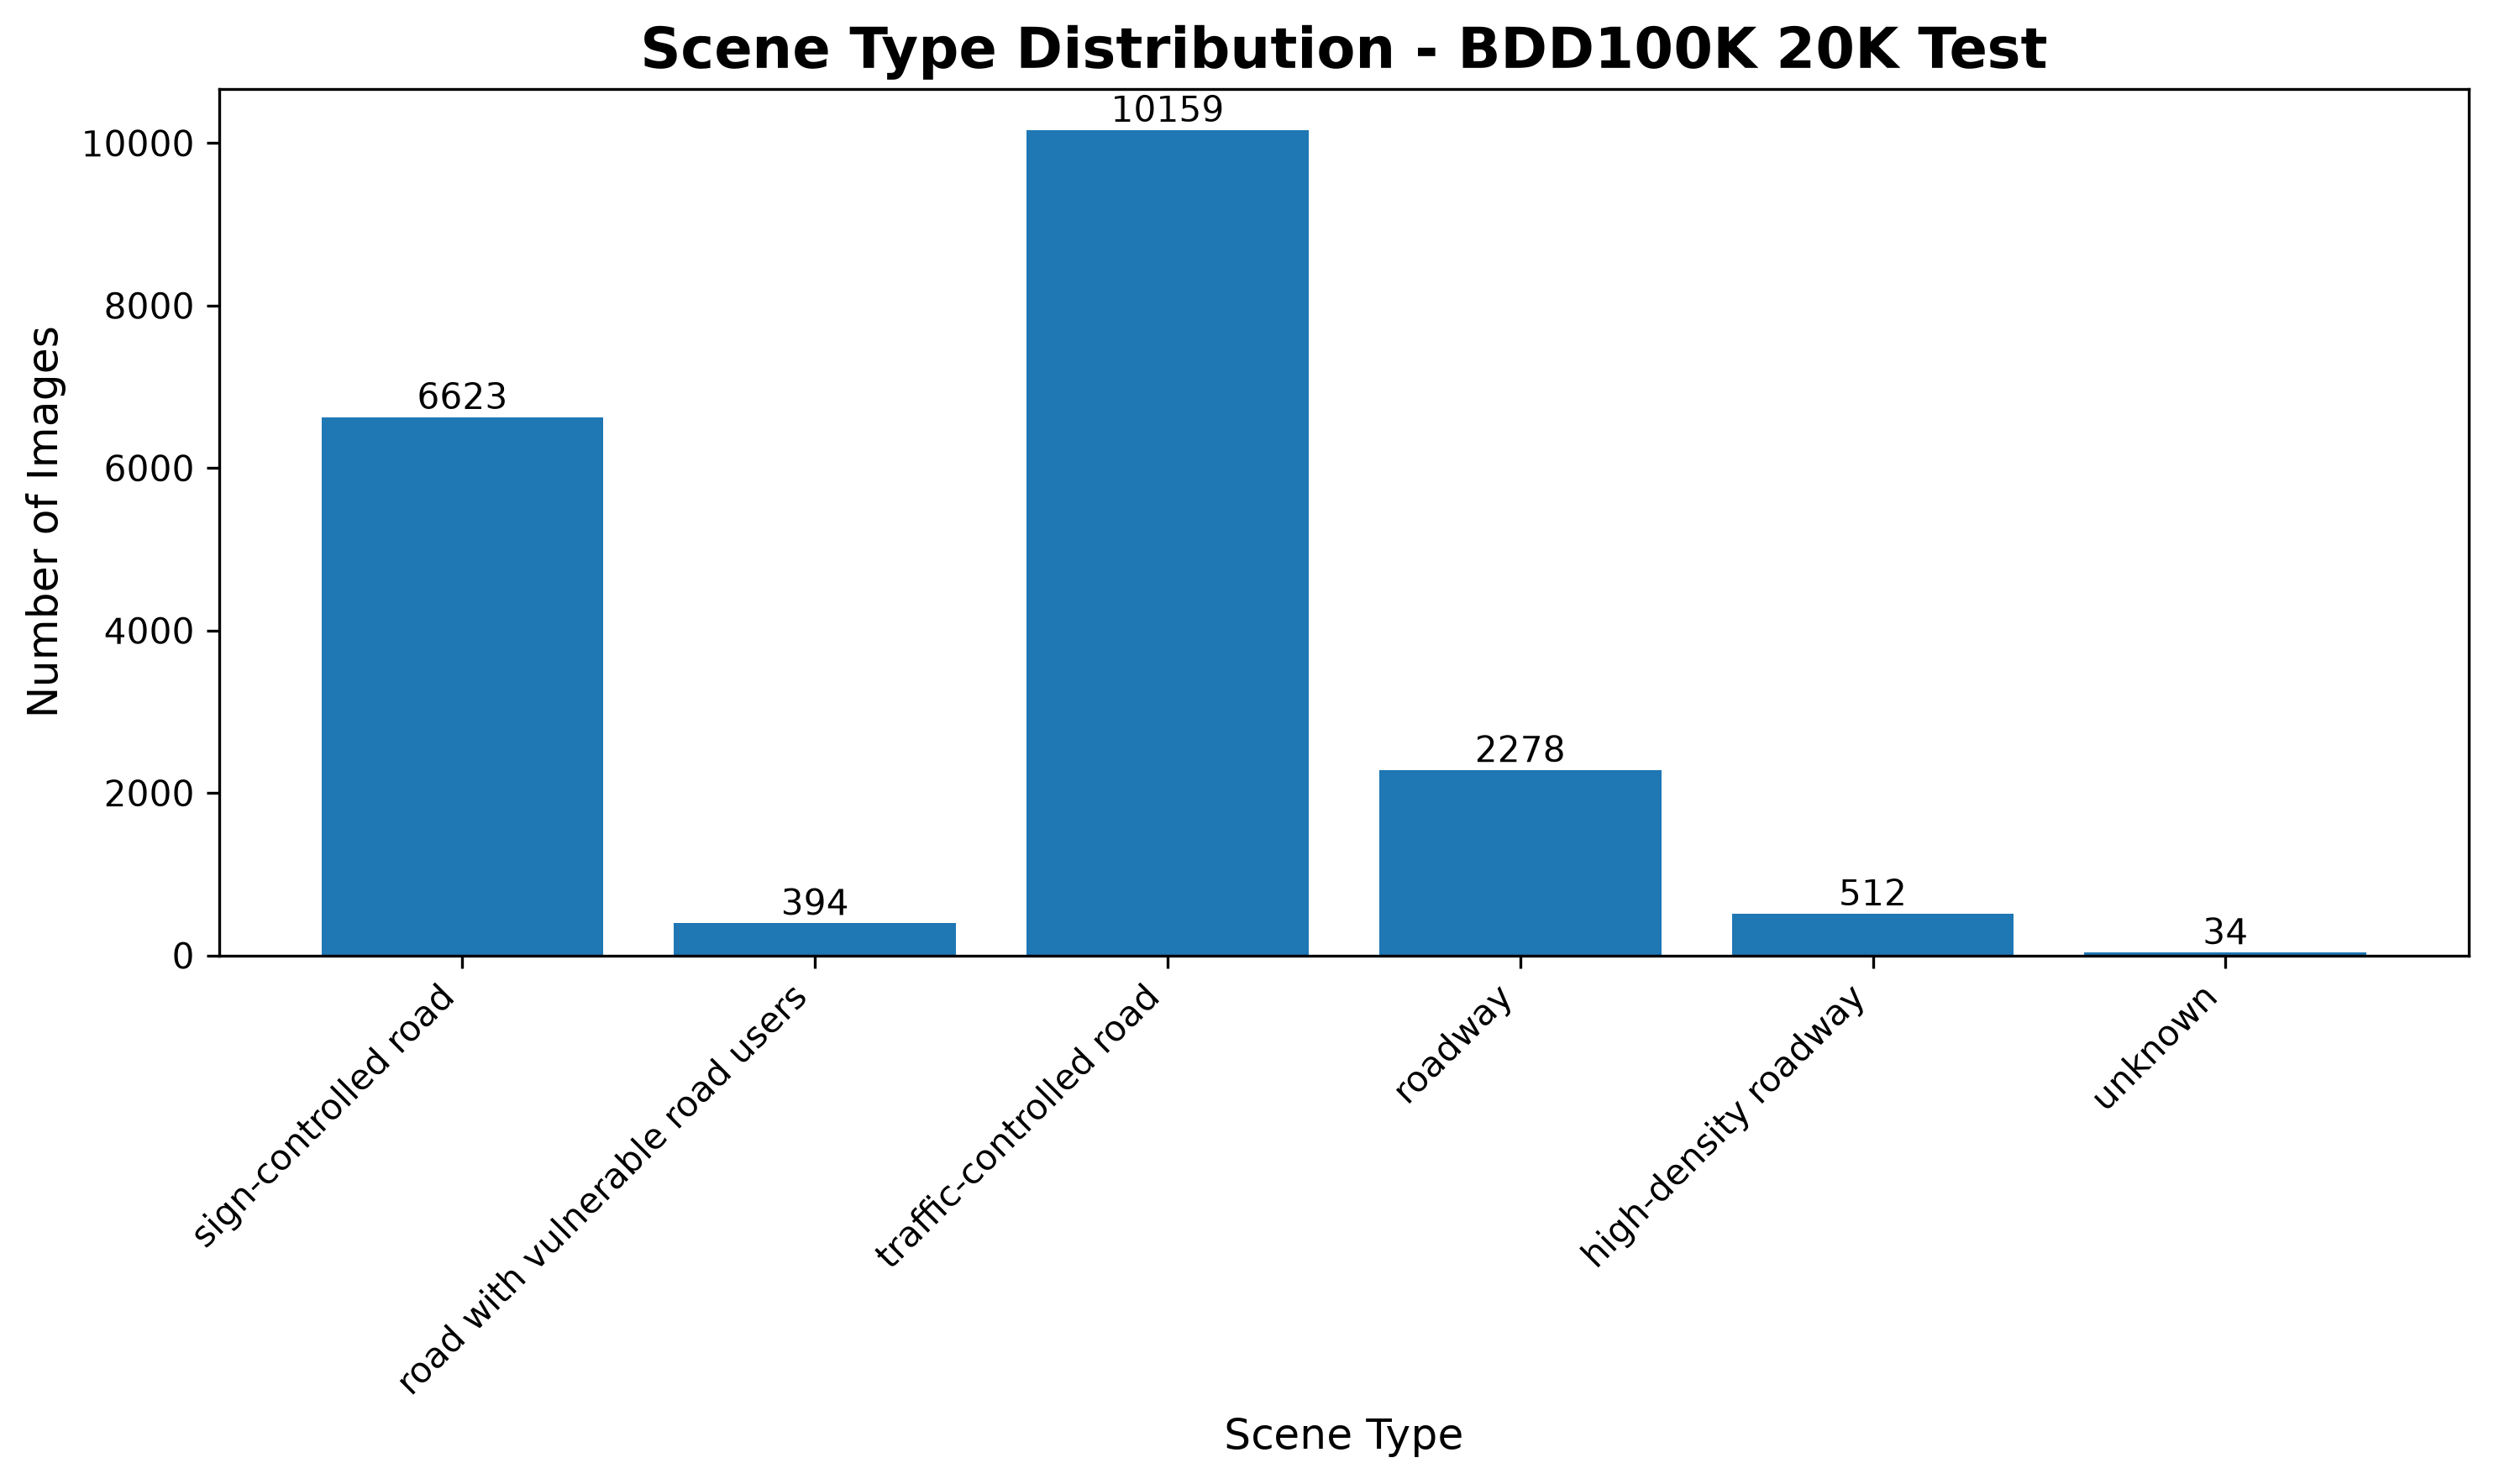 Scene Type Distribution - BDD100K 20K Test
Number of Images
10000
8000
6000
4000
2000
0
6623
394
10159
2278
512
34
sign-controlled road
road with vulnerable road users
traffic-controlled road
roadway
high-density roadway
unknown
Scene Type